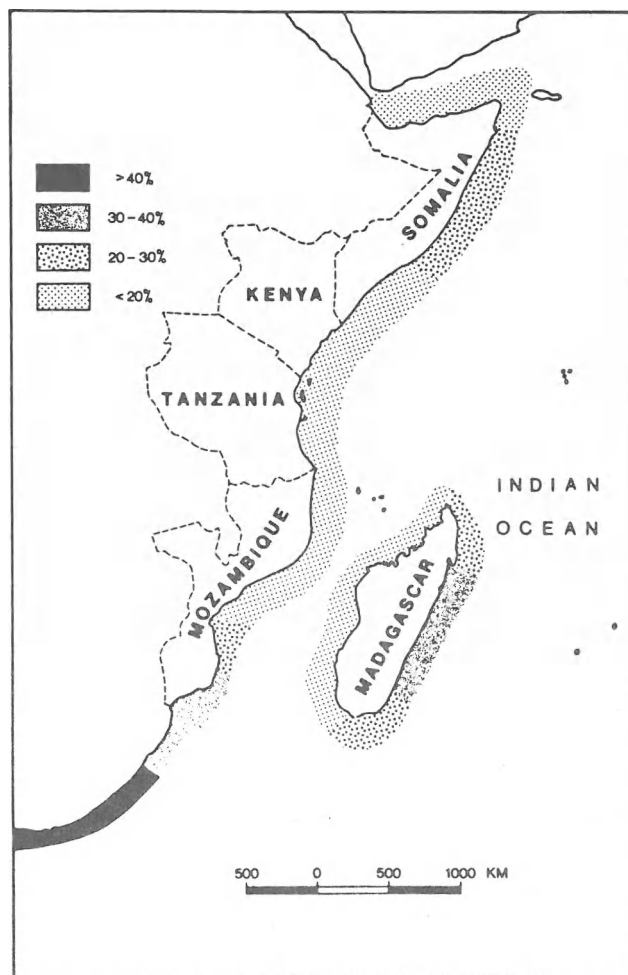 >40%
30–40%
20–30%
<20%
SOMALIA
KENYA
TANZANIA
MOZAMBIQUE
MADAGASCAR
INDIAN
OCEAN
500 0 500 1000 KM